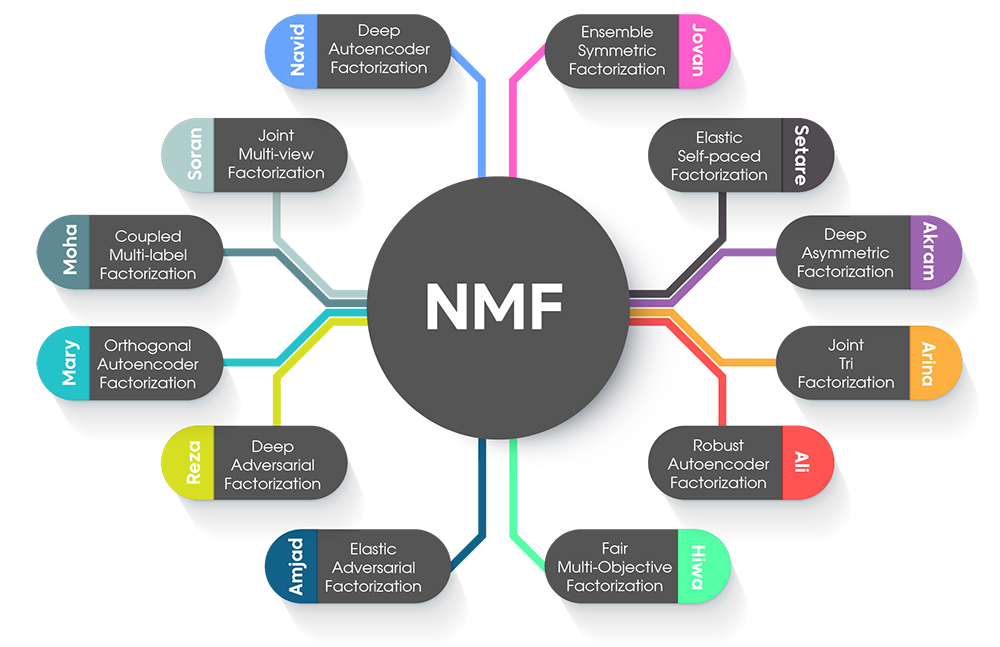 Navid
Deep
Autoencoder
Factorization
Ensemble
Symmetric
Factorization
Jovan
Soran
Joint
Multi-view
Factorization
Elastic
Self-paced
Factorization
Setare
Moha
Coupled
Multi-label
Factorization
Deep
Asymmetric
Factorization
Akram
NMF
Mary
Orthogonal
Autoencoder
Factorization
Joint
Tri
Factorization
Arina
Reza
Deep
Adversarial
Factorization
Robust
Autoencoder
Factorization
Ali
Amjad
Elastic
Adversarial
Factorization
Fair
Multi-Objective
Factorization
Hiwa